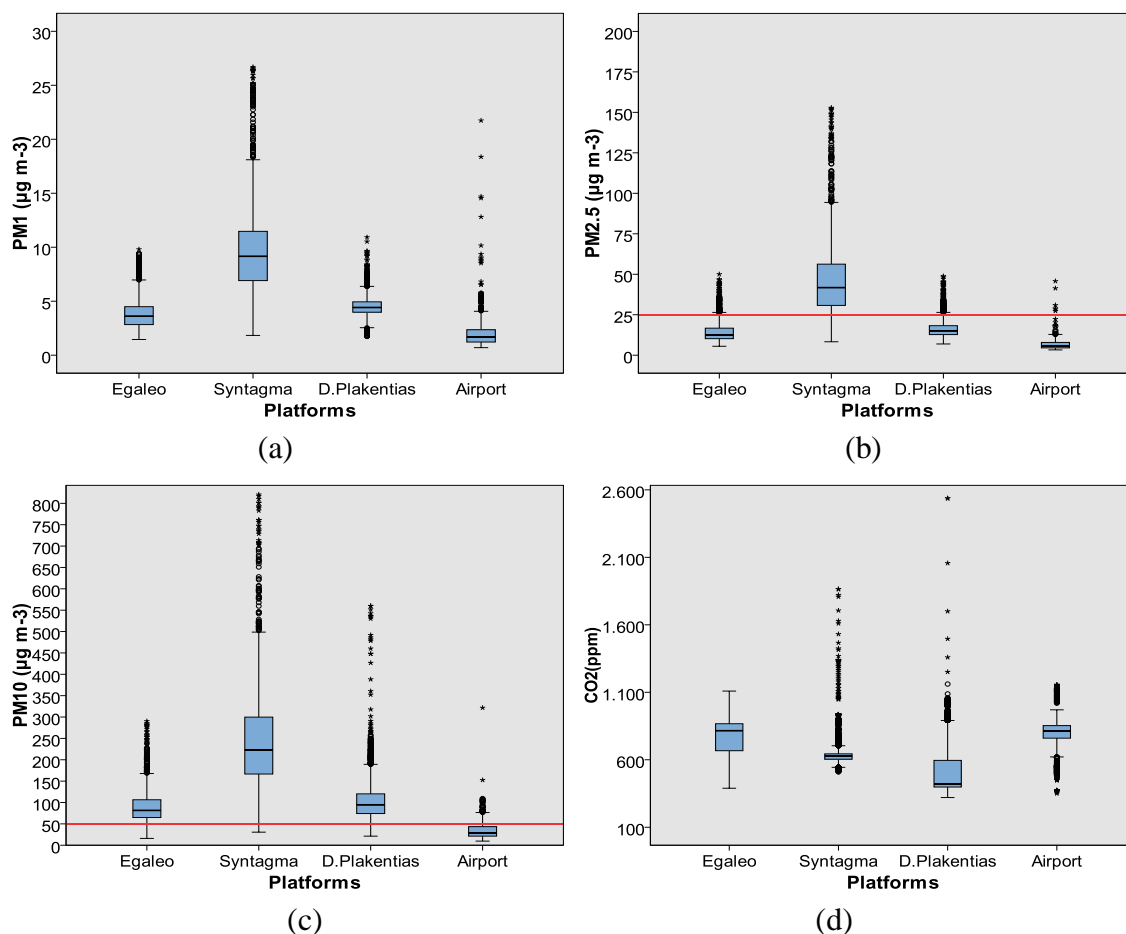 30
25
20
15
10
5
0
PM1 (µg m-3)
Egaleo Syntagma D.Plakentias Airport
Platforms
(a)
200
175
150
125
100
75
50
25
0
PM2.5 (µg m-3)
Egaleo Syntagma D.Plakentias Airport
Platforms
(b)
800
750
700
650
600
550
500
450
400
350
300
250
200
150
100
50
0
PM10 (µg m-3)
Egaleo Syntagma D.Plakentias Airport
Platforms
(c)
2.600
2.100
1.600
1.100
600
100
CO2(ppm)
Egaleo Syntagma D.Plakentias Airport
Platforms
(d)